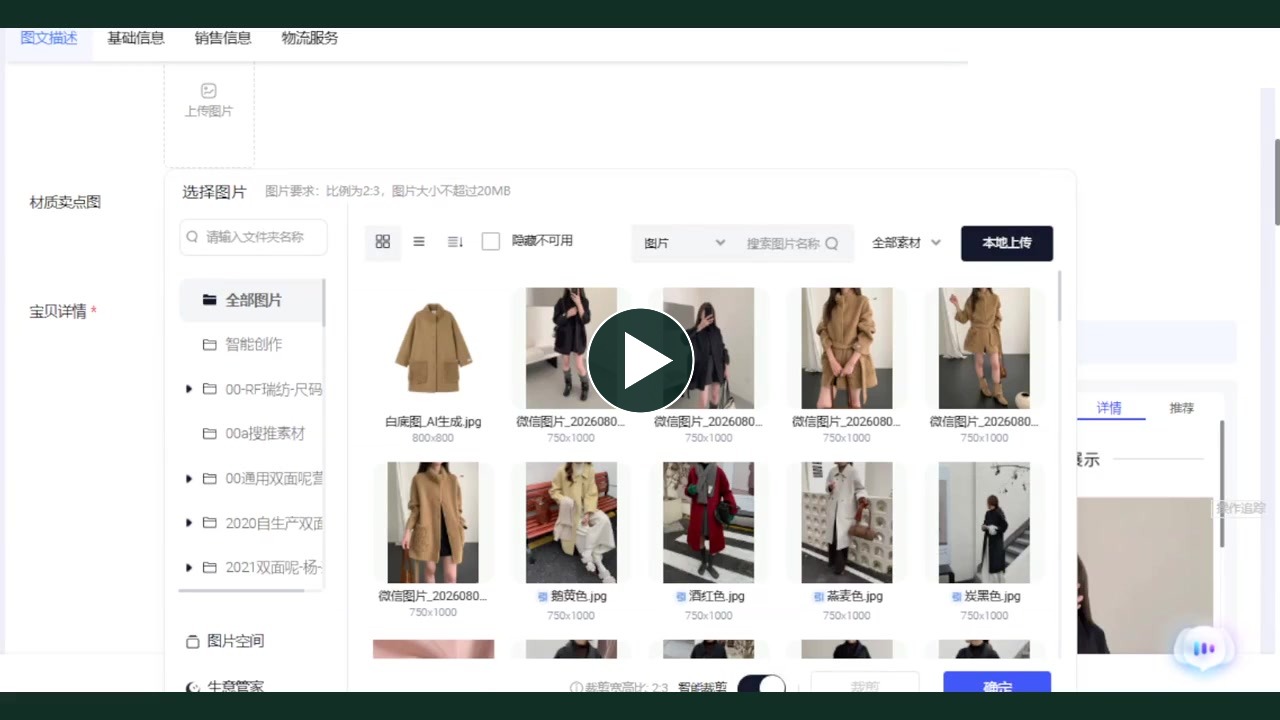 图文描述 基础信息 销售信息 物流服务
上传图片
材质卖点图
宝贝详情 *
选择图片 图片要求：比例为2:3，图片大小不超过20MB
请输入文件夹名称
隐藏不可用 图片 搜索图片名称 全部素材 本地上传
全部图片
智能创作
00-RF瑞纺-尺码
00a搜推素材
00通用双面呢营
2020自生产双面
2021双面呢-杨-
图片空间
生意管家
白底图_AI生成.jpg 微信图片_2026080... 微信图片_2026080... 微信图片_2026080... 微信图片_2026080...
800x800 750x1000 750x1000 750x1000 750x1000
微信图片_2026080... 鹅黄色.jpg 酒红色.jpg 燕麦色.jpg 炭黑色.jpg
750x1000 750x1000 750x1000 750x1000 750x1000
裁剪宽高比: 2:3 智能裁剪 裁剪 确定
详情 推荐
展示
操作追踪